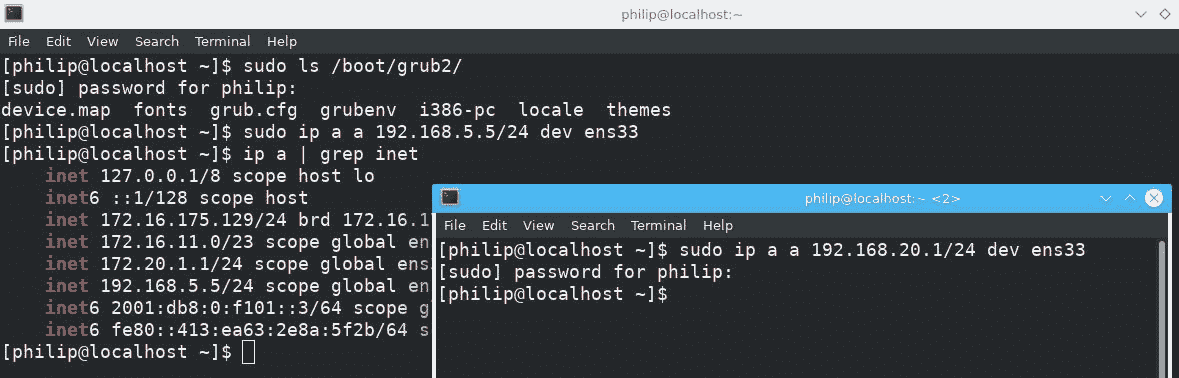 philip@localhost:~
File Edit View Search Terminal Help
[philip@localhost ~]$ sudo ls /boot/grub2/
[sudo] password for philip:
device.map fonts grub.cfg grubenv i386-pc locale themes
[philip@localhost ~]$ sudo ip a a 192.168.5.5/24 dev ens33
[philip@localhost ~]$ ip a | grep inet
inet 127.0.0.1/8 scope host lo
inet6 ::1/128 scope host
inet 172.16.175.129/24 brd 172.16.1
inet 172.16.11.0/23 scope global en
inet 172.20.1.1/24 scope global ens
inet 192.168.5.5/24 scope global en
inet6 2001:db8:0:f101::3/64 scope g
inet6 fe80::413:ea63:2e8a:5f2b/64 s
[philip@localhost ~]$
philip@localhost:~ <2>
File Edit View Search Terminal Help
[philip@localhost ~]$ sudo ip a a 192.168.20.1/24 dev ens33
[sudo] password for philip:
[philip@localhost ~]$